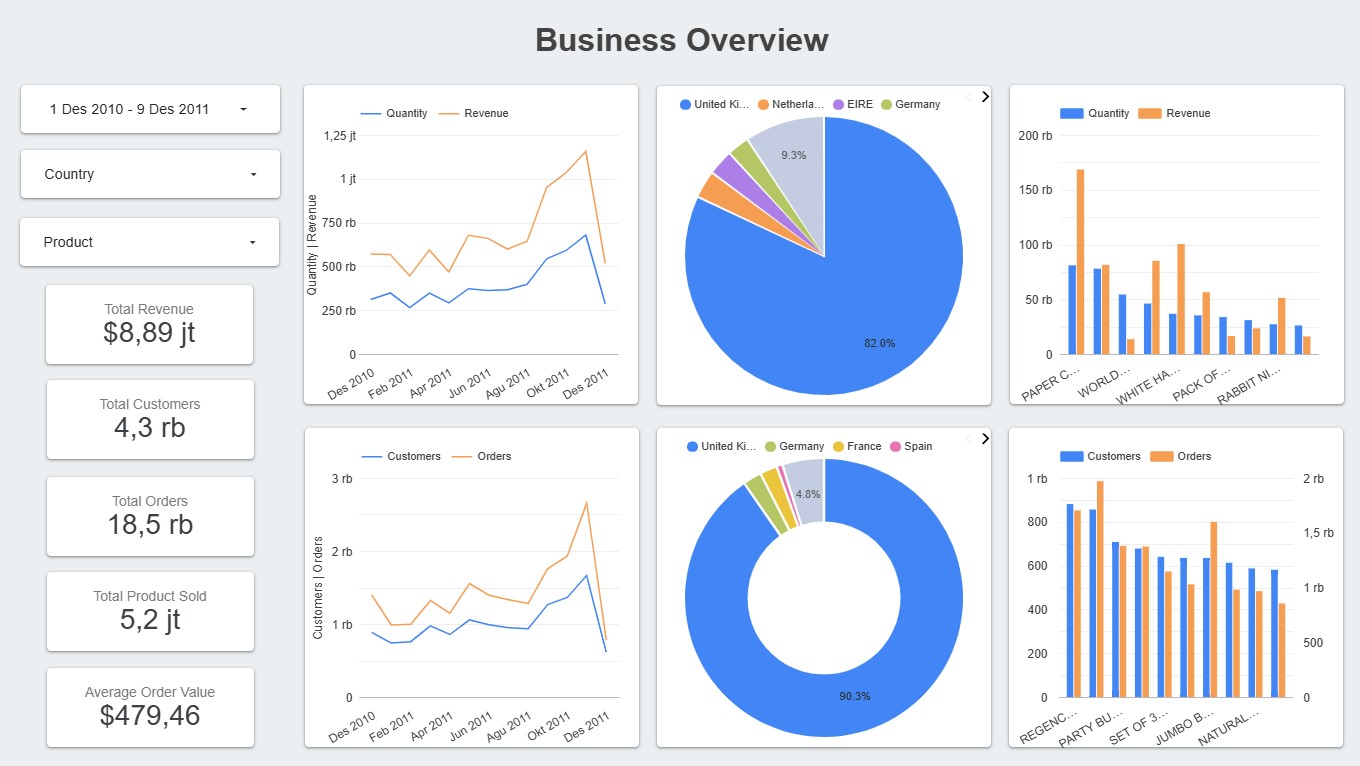 Business Overview
1 Des 2010 - 9 Des 2011
Country
Product
Total Revenue
$8,89 jt
Total Customers
4,3 rb
Total Orders
18,5 rb
Total Product Sold
5,2 jt
Average Order Value
$479,46
Quantity Revenue
Quantity | Revenue
1,25 jt
1 jt
750 rb
500 rb
250 rb
0
Des 2010
Feb 2011
Apr 2011
Jun 2011
Agu 2011
Okt 2011
Des 2011
United Ki... Netherla... EIRE Germany
9.3%
82.0%
Quantity Revenue
200 rb
150 rb
100 rb
50 rb
0
PAPER C...
WORLD...
WHITE HA...
PACK OF...
RABBIT NI...
Customers Orders
Customers | Orders
3 rb
2 rb
1 rb
0
Des 2010
Feb 2011
Apr 2011
Jun 2011
Agu 2011
Okt 2011
Des 2011
United Ki... Germany France Spain
4.8%
90.3%
Customers Orders
1 rb
800
600
400
200
0
2 rb
1,5 rb
1 rb
500
0
REGENC...
PARTY BU...
SET OF 3...
JUMBO B...
NATURAL...